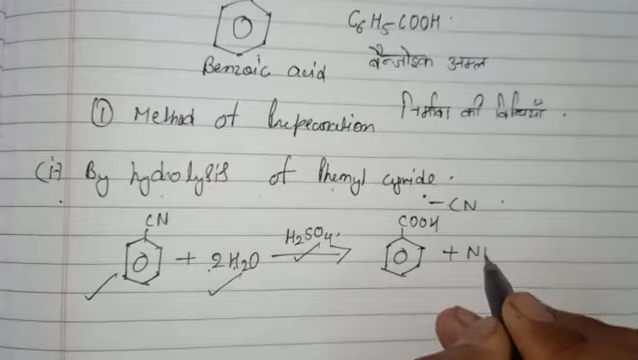 C6H5-COOH.
Benzoic acid
बैन्जोइक अम्ल
① Method of Preparation
निर्माण की विधियाँ .
(i) By hydrolysis of Phenyl cynide.
-CN
CN COOH
+ 2H2O H2SO4. + N